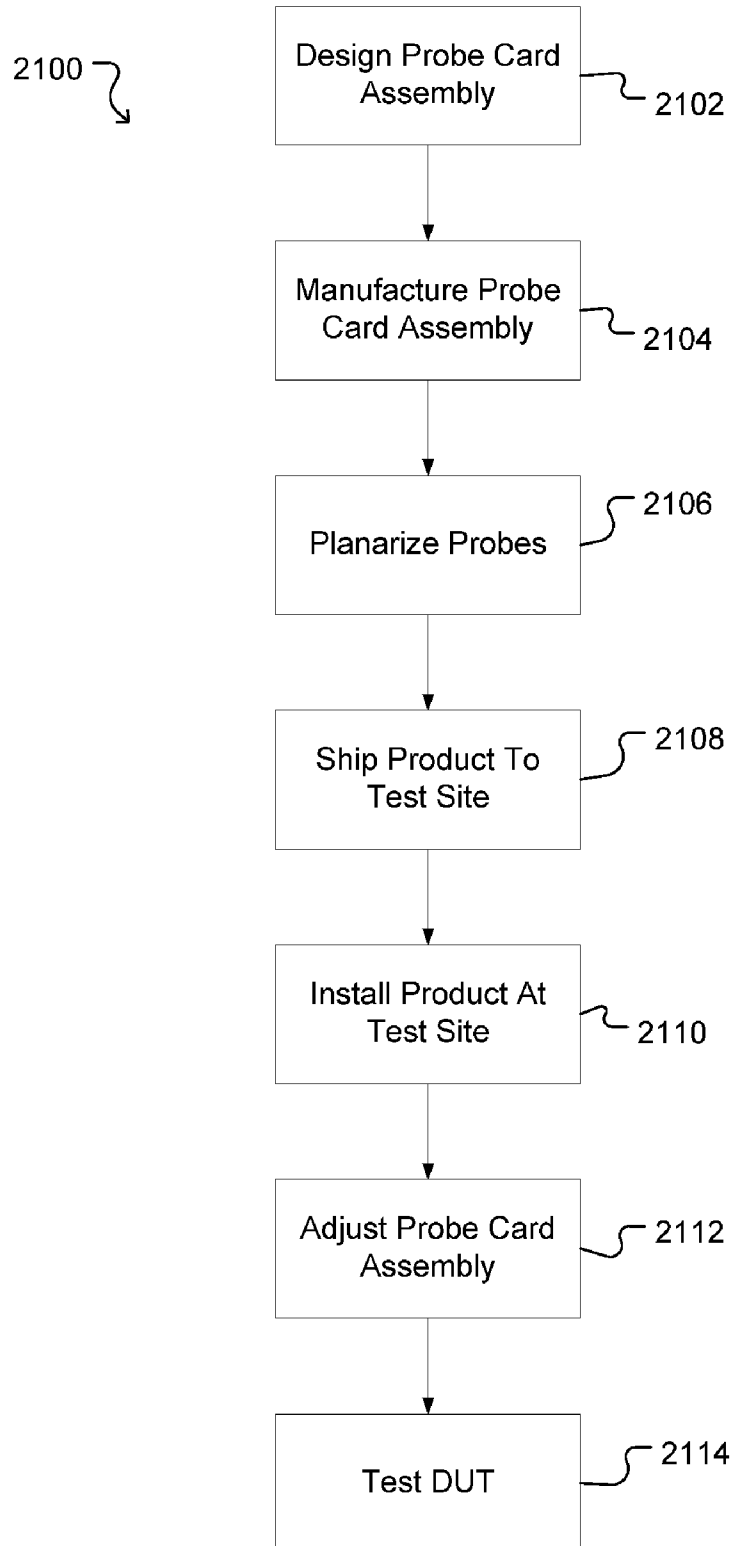 2100
Design Probe Card
Assembly
2102
Manufacture Probe
Card Assembly
2104
Planarize Probes
2106
Ship Product To
Test Site
2108
Install Product At
Test Site
2110
Adjust Probe Card
Assembly
2112
Test DUT
2114